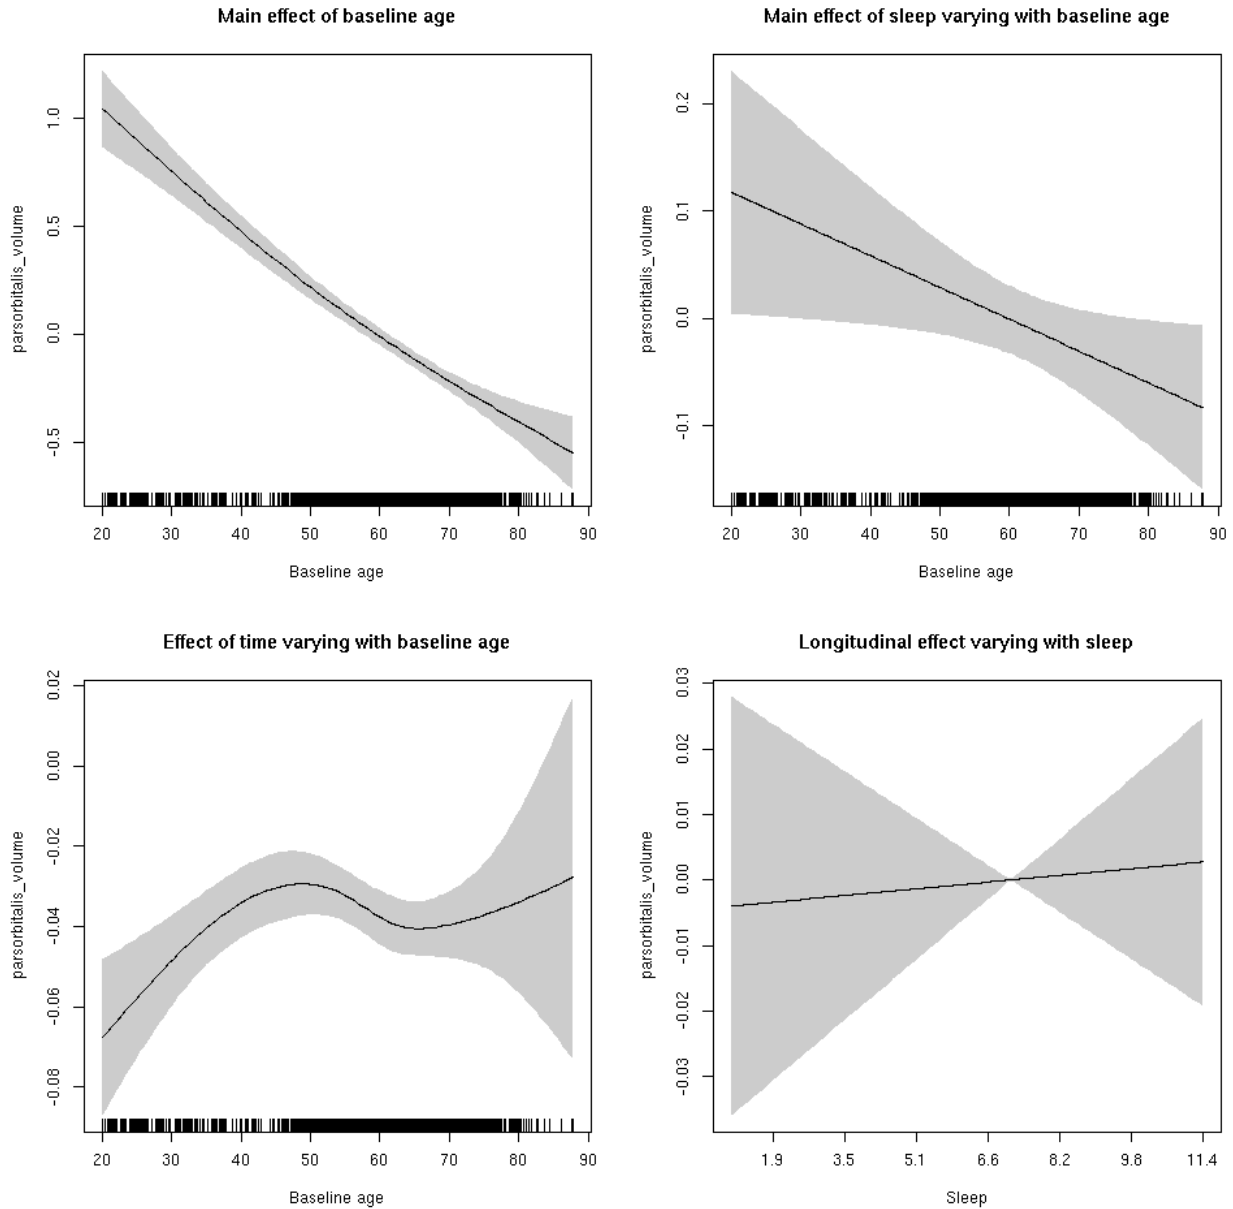 Main effect of baseline age
parsorbitalis_volume
1.0
0.5
0.0
-0.5
20 30 40 50 60 70 80 90
Baseline age
Main effect of sleep varying with baseline age
parsorbitalis_volume
0.2
0.1
0.0
-0.1
20 30 40 50 60 70 80 90
Baseline age
Effect of time varying with baseline age
parsorbitalis_volume
0.02
0.00
-0.02
-0.04
-0.06
-0.08
20 30 40 50 60 70 80 90
Baseline age
Longitudinal effect varying with sleep
parsorbitalis_volume
0.03
0.02
0.01
0.00
-0.01
-0.02
-0.03
1.9 3.5 5.1 6.6 8.2 9.8 11.4
Sleep